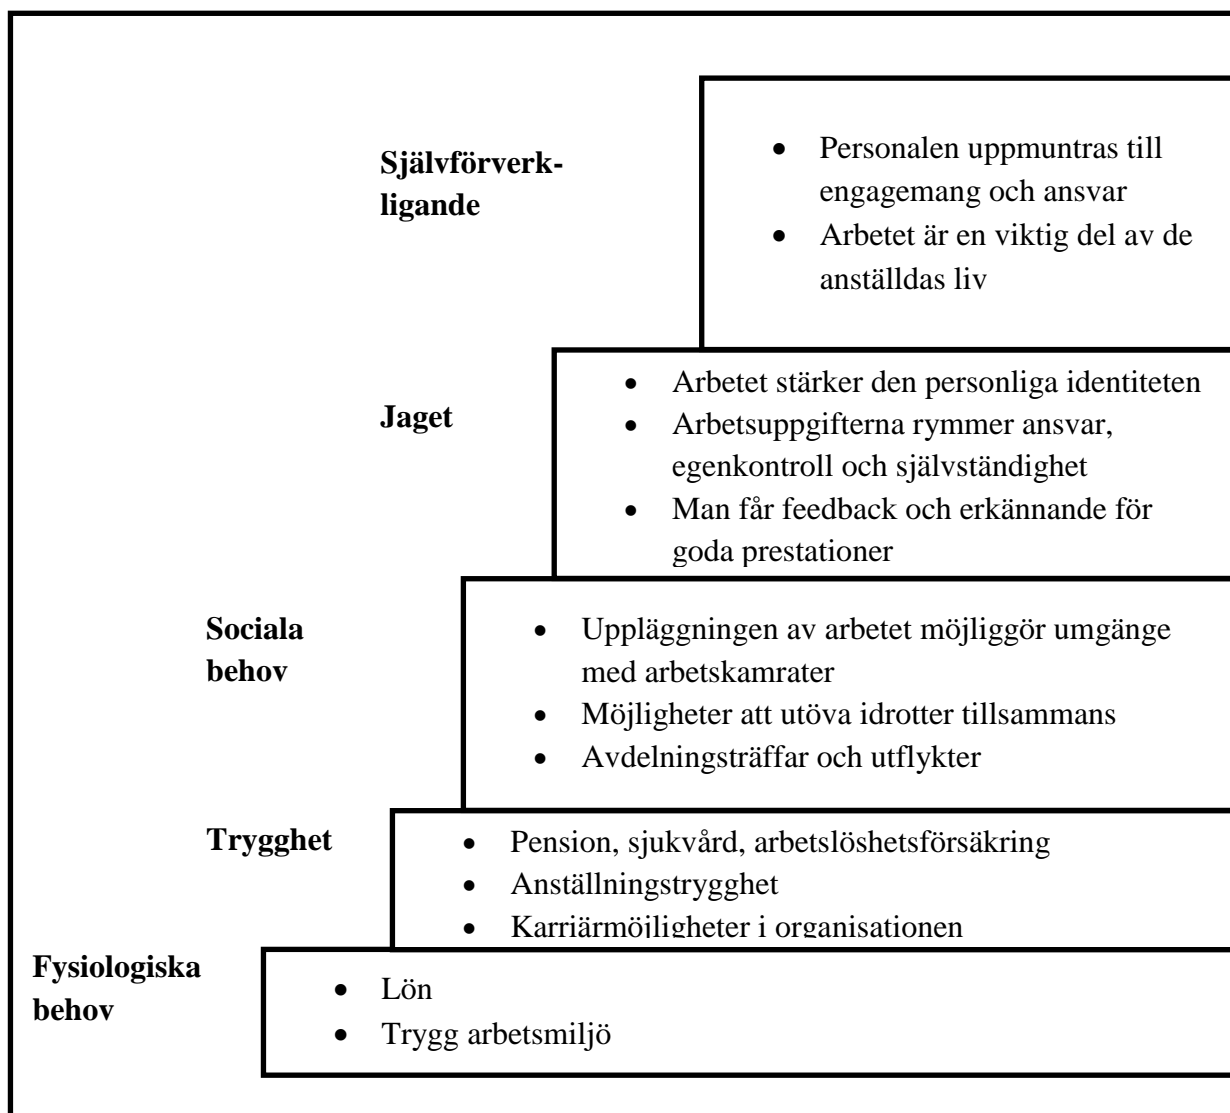 Självförverk-
ligande
• Personalen uppmuntras till
engagemang och ansvar
• Arbetet är en viktig del av de
anställdas liv
Jaget
• Arbetet stärker den personliga identiteten
• Arbetsuppgifterna rymmer ansvar,
egenkontroll och självständighet
• Man får feedback och erkännande för
goda prestationer
Sociala
behov
• Uppläggningen av arbetet möjliggör umgänge
med arbetskamrater
• Möjligheter att utöva idrotter tillsammans
• Avdelningsträffar och utflykter
Trygghet
• Pension, sjukvård, arbetslöshetsförsäkring
• Anställningstrygghet
• Karriärmöjligheter i organisationen
Fysiologiska
behov
• Lön
• Trygg arbetsmiljö